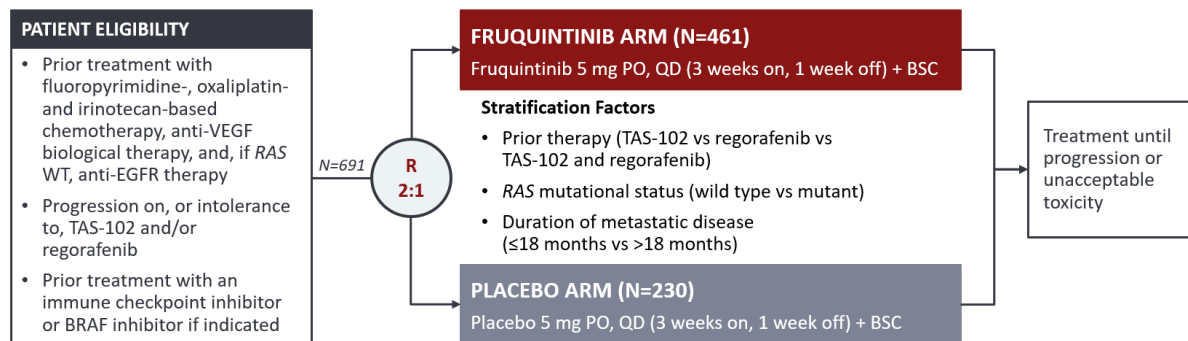 PATIENT ELIGIBILITY
• Prior treatment with
fluoropyrimidine-, oxaliplatin-
and irinotecan-based
chemotherapy, anti-VEGF
biological therapy, and, if RAS
WT, anti-EGFR therapy
• Progression on, or intolerance
to, TAS-102 and/or
regorafenib
• Prior treatment with an
immune checkpoint inhibitor
or BRAF inhibitor if indicated
N=691
R
2:1
FRUQUINTINIB ARM (N=461)
Fruquintinib 5 mg PO, QD (3 weeks on, 1 week off) + BSC
Stratification Factors
• Prior therapy (TAS-102 vs regorafenib vs
TAS-102 and regorafenib)
• RAS mutational status (wild type vs mutant)
• Duration of metastatic disease
(≤18 months vs >18 months)
PLACEBO ARM (N=230)
Placebo 5 mg PO, QD (3 weeks on, 1 week off) + BSC
Treatment until
progression or
unacceptable
toxicity